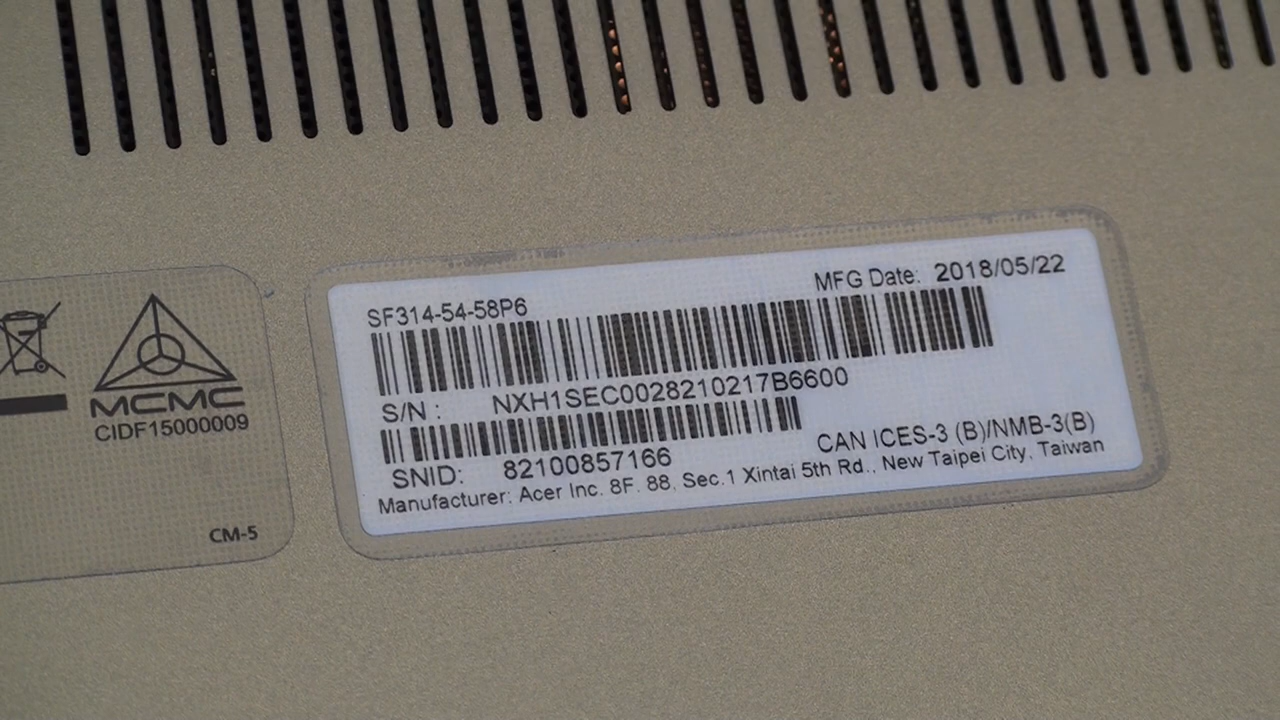 SF314-54-58P6
MFG Date: 2018/05/22
S/N : NXH1SEC0028210217B6600
SNID: 82100857166
CAN ICES-3 (B)/NMB-3(B)
Manufacturer: Acer Inc. 8F. 88, Sec.1 Xintai 5th Rd., New Taipei City, Taiwan
MCMC
CIDF15000009
CM-5